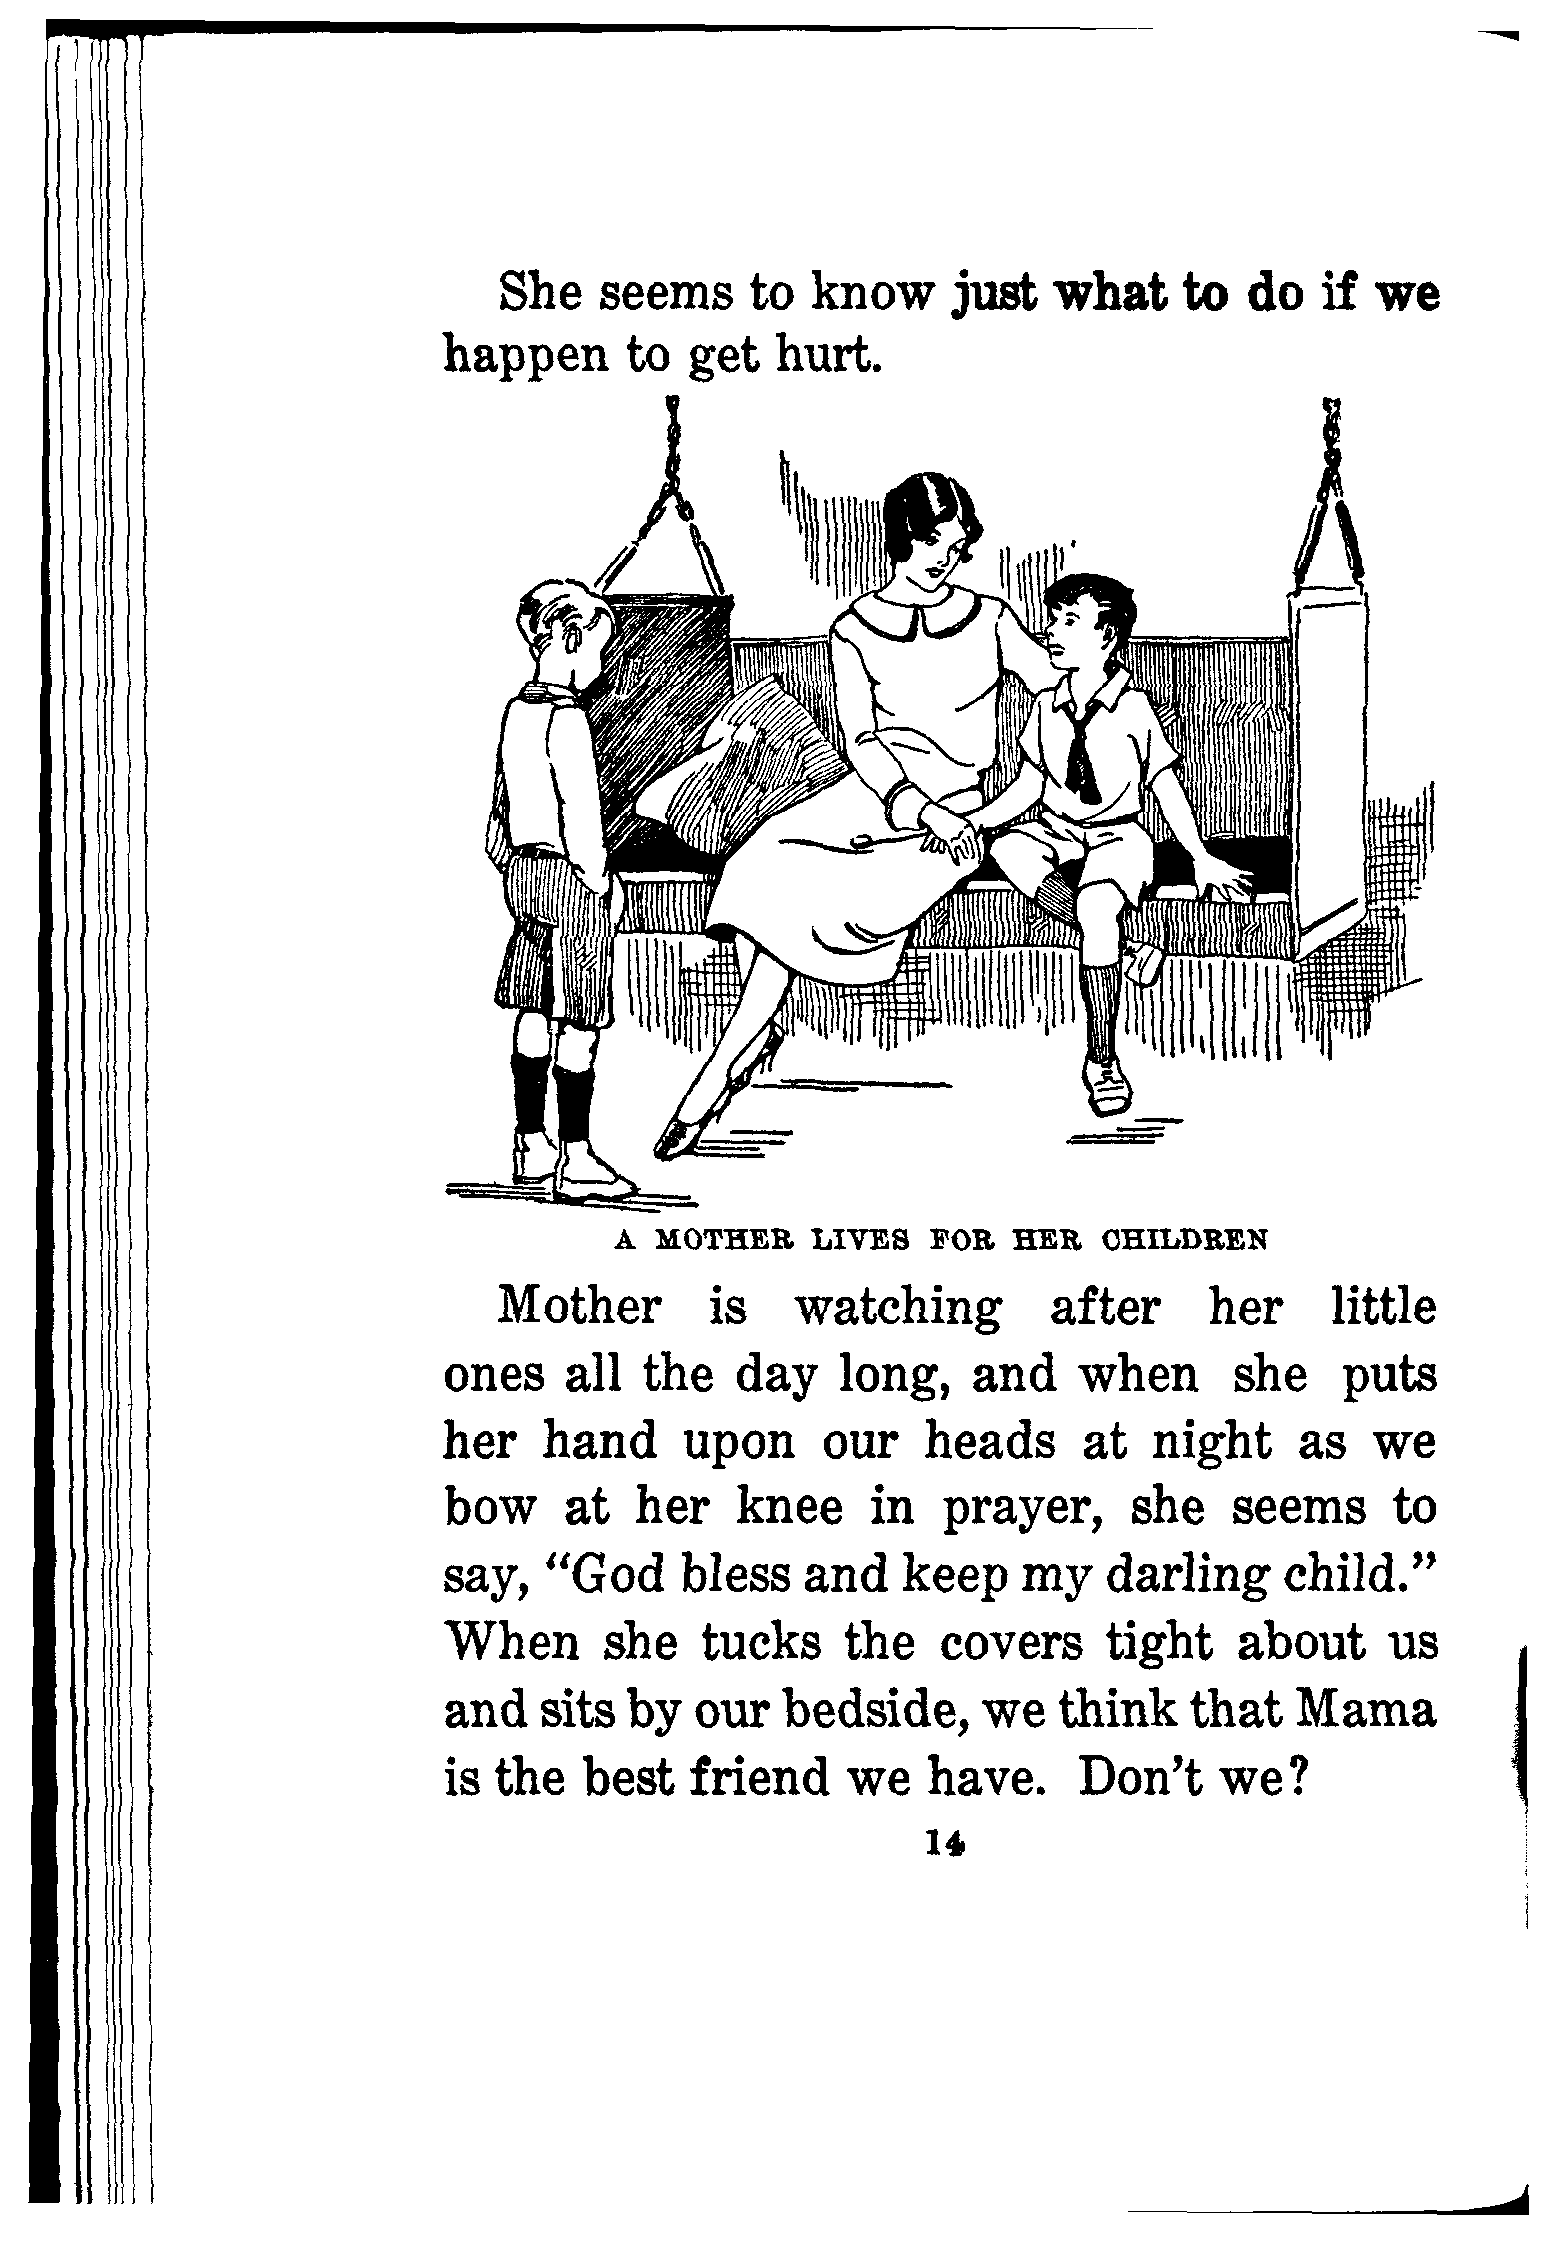 She seems to know just what to do if we
happen to get hurt.
A MOTHER LIVES FOR HER CHILDREN
Mother is watching after her little
ones all the day long, and when she puts
her hand upon our heads at night as we
bow at her knee in prayer, she seems to
say, “God bless and keep my darling child.”
When she tucks the covers tight about us
and sits by our bedside, we think that Mama
is the best friend we have. Don’t we?
14